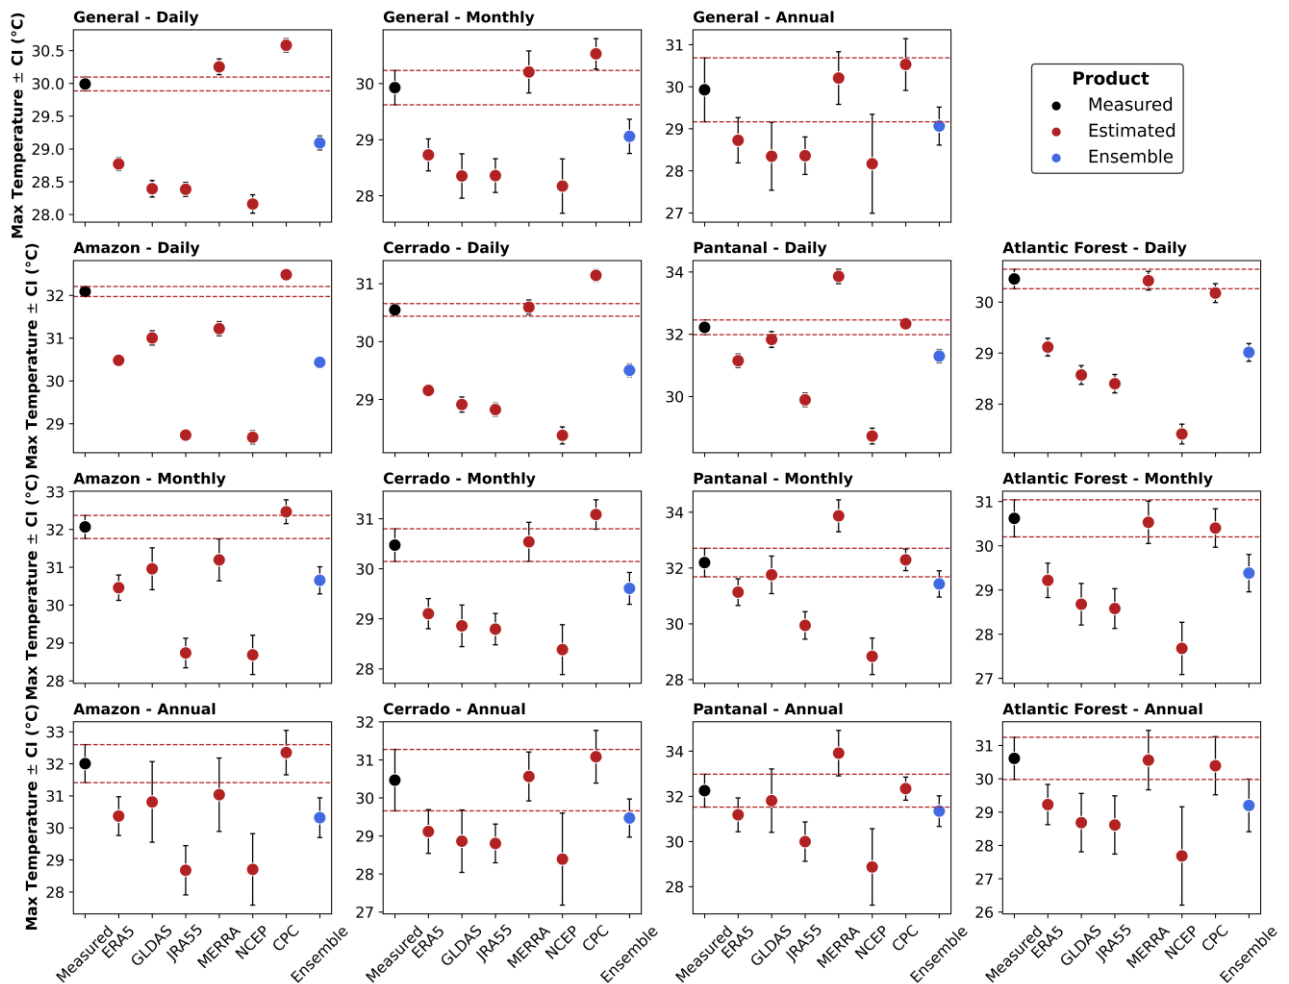 General - Daily
General - Monthly
General - Annual
Max Temperature ± CI (°C)
30.5
30.0
29.5
29.0
28.5
28.0
30
29
28
31
30
29
28
27
Product
Measured
Estimated
Ensemble
Amazon - Daily
Cerrado - Daily
Pantanal - Daily
Atlantic Forest - Daily
Max Temperature ± CI (°C)
32
31
30
29
31
30
29
34
32
30
30
29
28
Amazon - Monthly
Cerrado - Monthly
Pantanal - Monthly
Atlantic Forest - Monthly
Max Temperature ± CI (°C)
33
32
31
30
29
28
31
30
29
28
34
32
30
28
31
30
29
28
27
Amazon - Annual
Cerrado - Annual
Pantanal - Annual
Atlantic Forest - Annual
Max Temperature ± CI (°C)
33
32
31
30
29
28
32
31
30
29
28
27
34
32
30
28
31
30
29
28
27
26
Measured
ERA5
GLDAS
JRA55
MERRA
NCEP
CPC
Ensemble
Measured
ERA5
GLDAS
JRA55
MERRA
NCEP
CPC
Ensemble
Measured
ERA5
GLDAS
JRA55
MERRA
NCEP
CPC
Ensemble
Measured
ERA5
GLDAS
JRA55
MERRA
NCEP
CPC
Ensemble